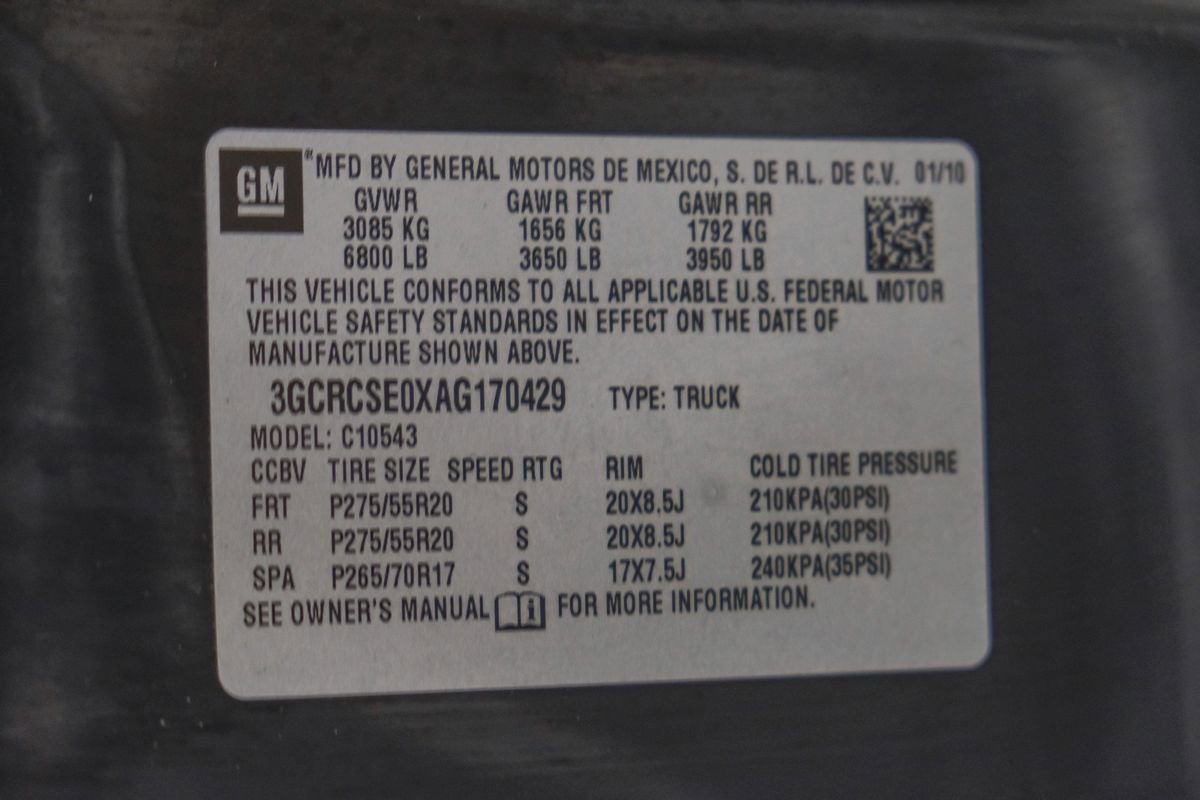 GM
MFD BY GENERAL MOTORS DE MEXICO, S. DE R.L. DE C.V. 01/10
GVWR GAWR FRT GAWR RR
3085 KG 1656 KG 1792 KG
6800 LB 3650 LB 3950 LB
THIS VEHICLE CONFORMS TO ALL APPLICABLE U.S. FEDERAL MOTOR
VEHICLE SAFETY STANDARDS IN EFFECT ON THE DATE OF
MANUFACTURE SHOWN ABOVE.
3GCRCSE0XAG170429 TYPE: TRUCK
MODEL: C10543
CCBV TIRE SIZE SPEED RTG RIM COLD TIRE PRESSURE
FRT P275/55R20 S 20X8.5J 210KPA(30PSI)
RR P275/55R20 S 20X8.5J 210KPA(30PSI)
SPA P265/70R17 S 17X7.5J 240KPA(35PSI)
SEE OWNER'S MANUAL i FOR MORE INFORMATION.